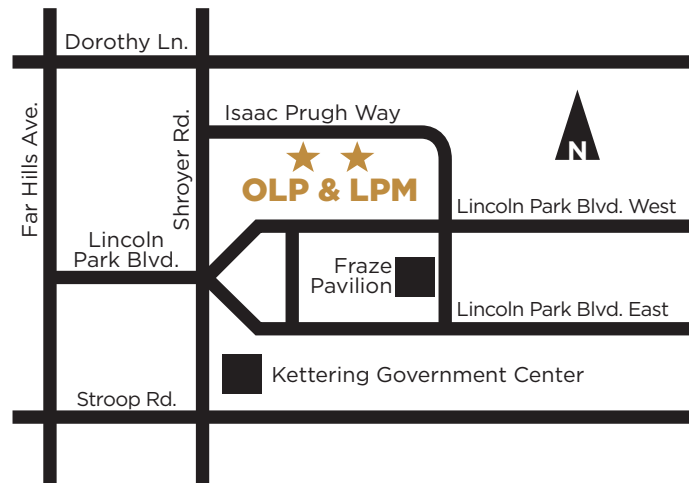 Dorothy Ln.
Far Hills Ave.
Shroyer Rd.
Isaac Prugh Way
N
OLP & LPM
Lincoln Park Blvd. West
Lincoln
Park Blvd.
Fraze
Pavilion
Lincoln Park Blvd. East
Kettering Government Center
Stroop Rd.